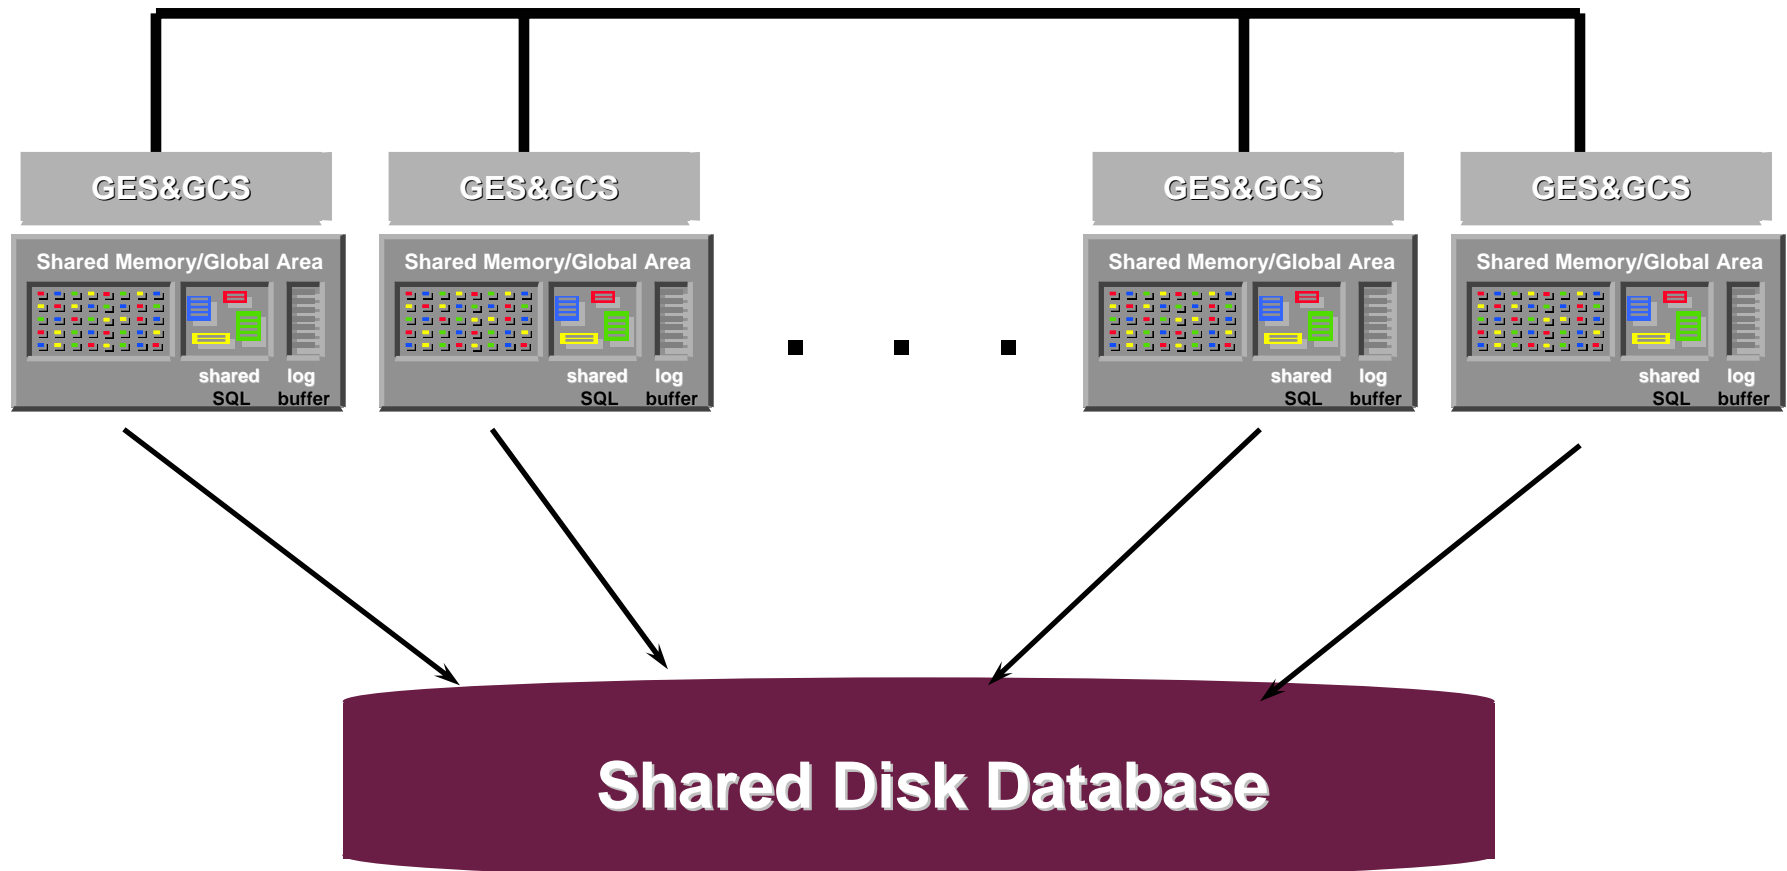 GES&GCS GES&GCS GES&GCS GES&GCS
Shared Memory/Global Area Shared Memory/Global Area Shared Memory/Global Area Shared Memory/Global Area
shared log shared log shared log shared log
SQL buffer SQL buffer SQL buffer SQL buffer
Shared Disk Database